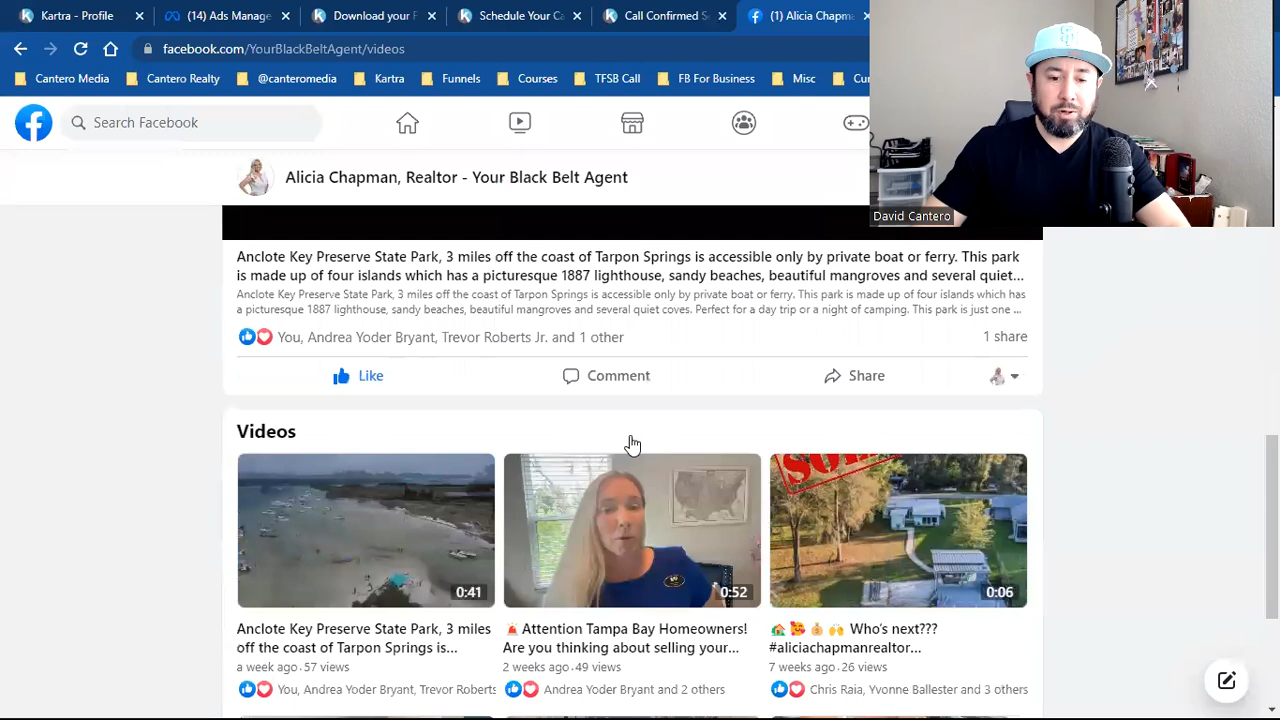 Kartra - Profile
(14) Ads Manage
Download your F
Schedule Your Ca
Call Confirmed S
(1) Alicia Chapm
facebook.com/YourBlackBeltAgent/videos
Cantero Media
Cantero Realty
@canteromedia
Kartra
Funnels
Courses
TFSB Call
FB For Business
Misc
Cur
Search Facebook
David Cantero
Alicia Chapman, Realtor - Your Black Belt Agent
Anclote Key Preserve State Park, 3 miles off the coast of Tarpon Springs is accessible only by private boat or ferry. This park
is made up of four islands which has a picturesque 1887 lighthouse, sandy beaches, beautiful mangroves and several quiet...
Anclote Key Preserve State Park, 3 miles off the coast of Tarpon Springs is accessible only by private boat or ferry. This park is made up of four islands which has
a picturesque 1887 lighthouse, sandy beaches, beautiful mangroves and several quiet coves. Perfect for a day trip or a night of camping. This park is just one ...
You, Andrea Yoder Bryant, Trevor Roberts Jr. and 1 other
1 share
Like
Comment
Share
Videos
0:41
0:52
SOLD
0:06
Anclote Key Preserve State Park, 3 miles
off the coast of Tarpon Springs is...
a week ago · 57 views
You, Andrea Yoder Bryant, Trevor Roberts
🚨 Attention Tampa Bay Homeowners!
Are you thinking about selling your...
2 weeks ago · 49 views
Andrea Yoder Bryant and 2 others
🏠 🥰 💰 🙌 Who's next???
#aliciachapmanrealtor...
7 weeks ago · 26 views
Chris Raia, Yvonne Ballester and 3 others